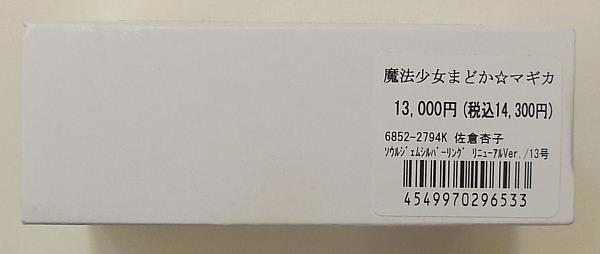 魔法少女まどか☆マギカ
13,000円(税込14,300円)
6852-2794K 佐倉杏子
ｿｳﾙｼﾞｪﾑｼﾙﾊﾞｰﾘﾝｸﾞ ﾘﾆｭｰｱﾙVer./13号
4549970296533